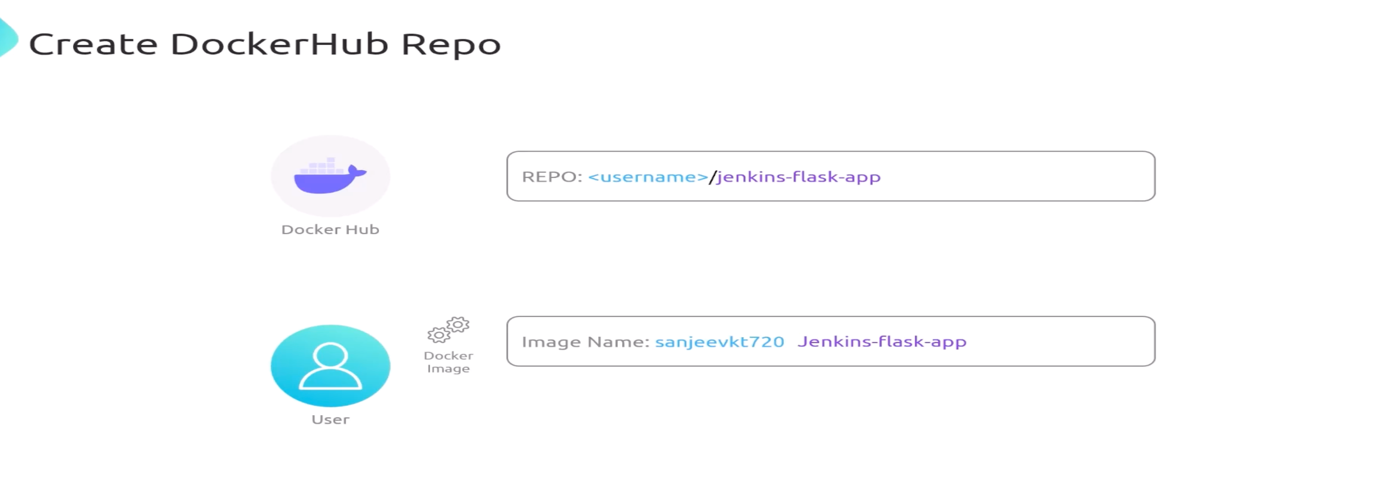 Create DockerHub Repo
REPO: <username>/jenkins-flask-app
Docker Hub
Image Name: sanjeevkt720 Jenkins-flask-app
Docker
Image
User